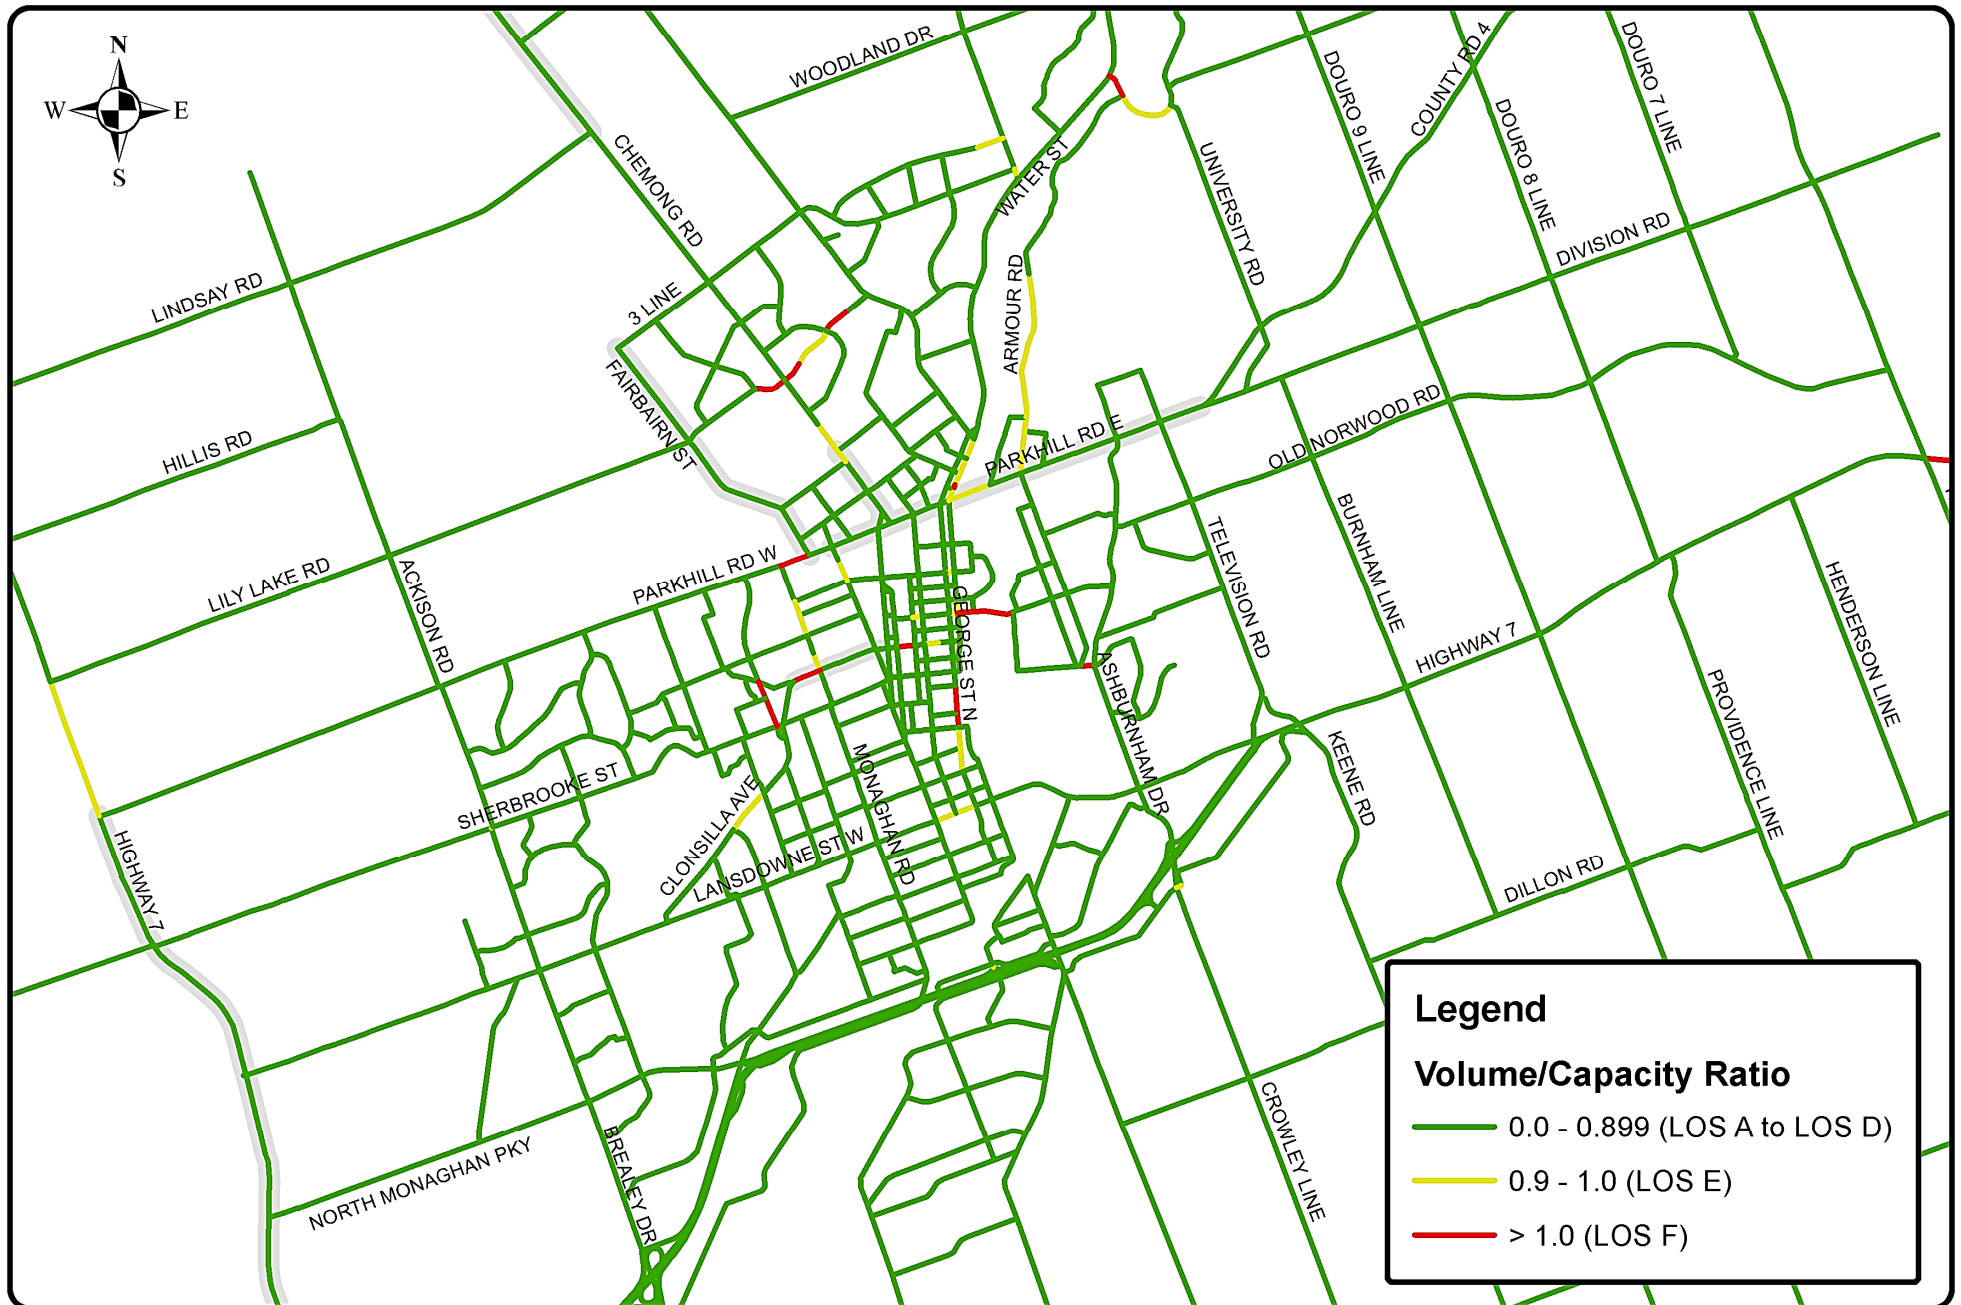 N
W
E
S
WOODLAND DR
CHEMONG RD
WATER ST
UNIVERSITY RD
DOURO 9 LINE
COUNTY RD 4
DOURO 8 LINE
DOURO 7 LINE
DIVISION RD
LINDSAY RD
3 LINE
ARMOUR RD
FAIRBAIRN ST
HILLIS RD
PARKHILL RD E
OLD NORWOOD RD
LILY LAKE RD
ACKISON RD
PARKHILL RD W
GEORGE ST N
TELEVISION RD
BURNHAM LINE
HENDERSON LINE
HIGHWAY 7
PROVIDENCE LINE
ASHBURNHAM DR
KEENE RD
MONAGHAN RD
SHERBROOKE ST
CLONSILLA AVE
LANSDOWNE ST W
HIGHWAY 7
DILLON RD
NORTH MONAGHAN PKY
BREALEY DR
CROWLEY LINE
Legend
Volume/Capacity Ratio
0.0 - 0.899 (LOS A to LOS D)
0.9 - 1.0 (LOS E)
> 1.0 (LOS F)